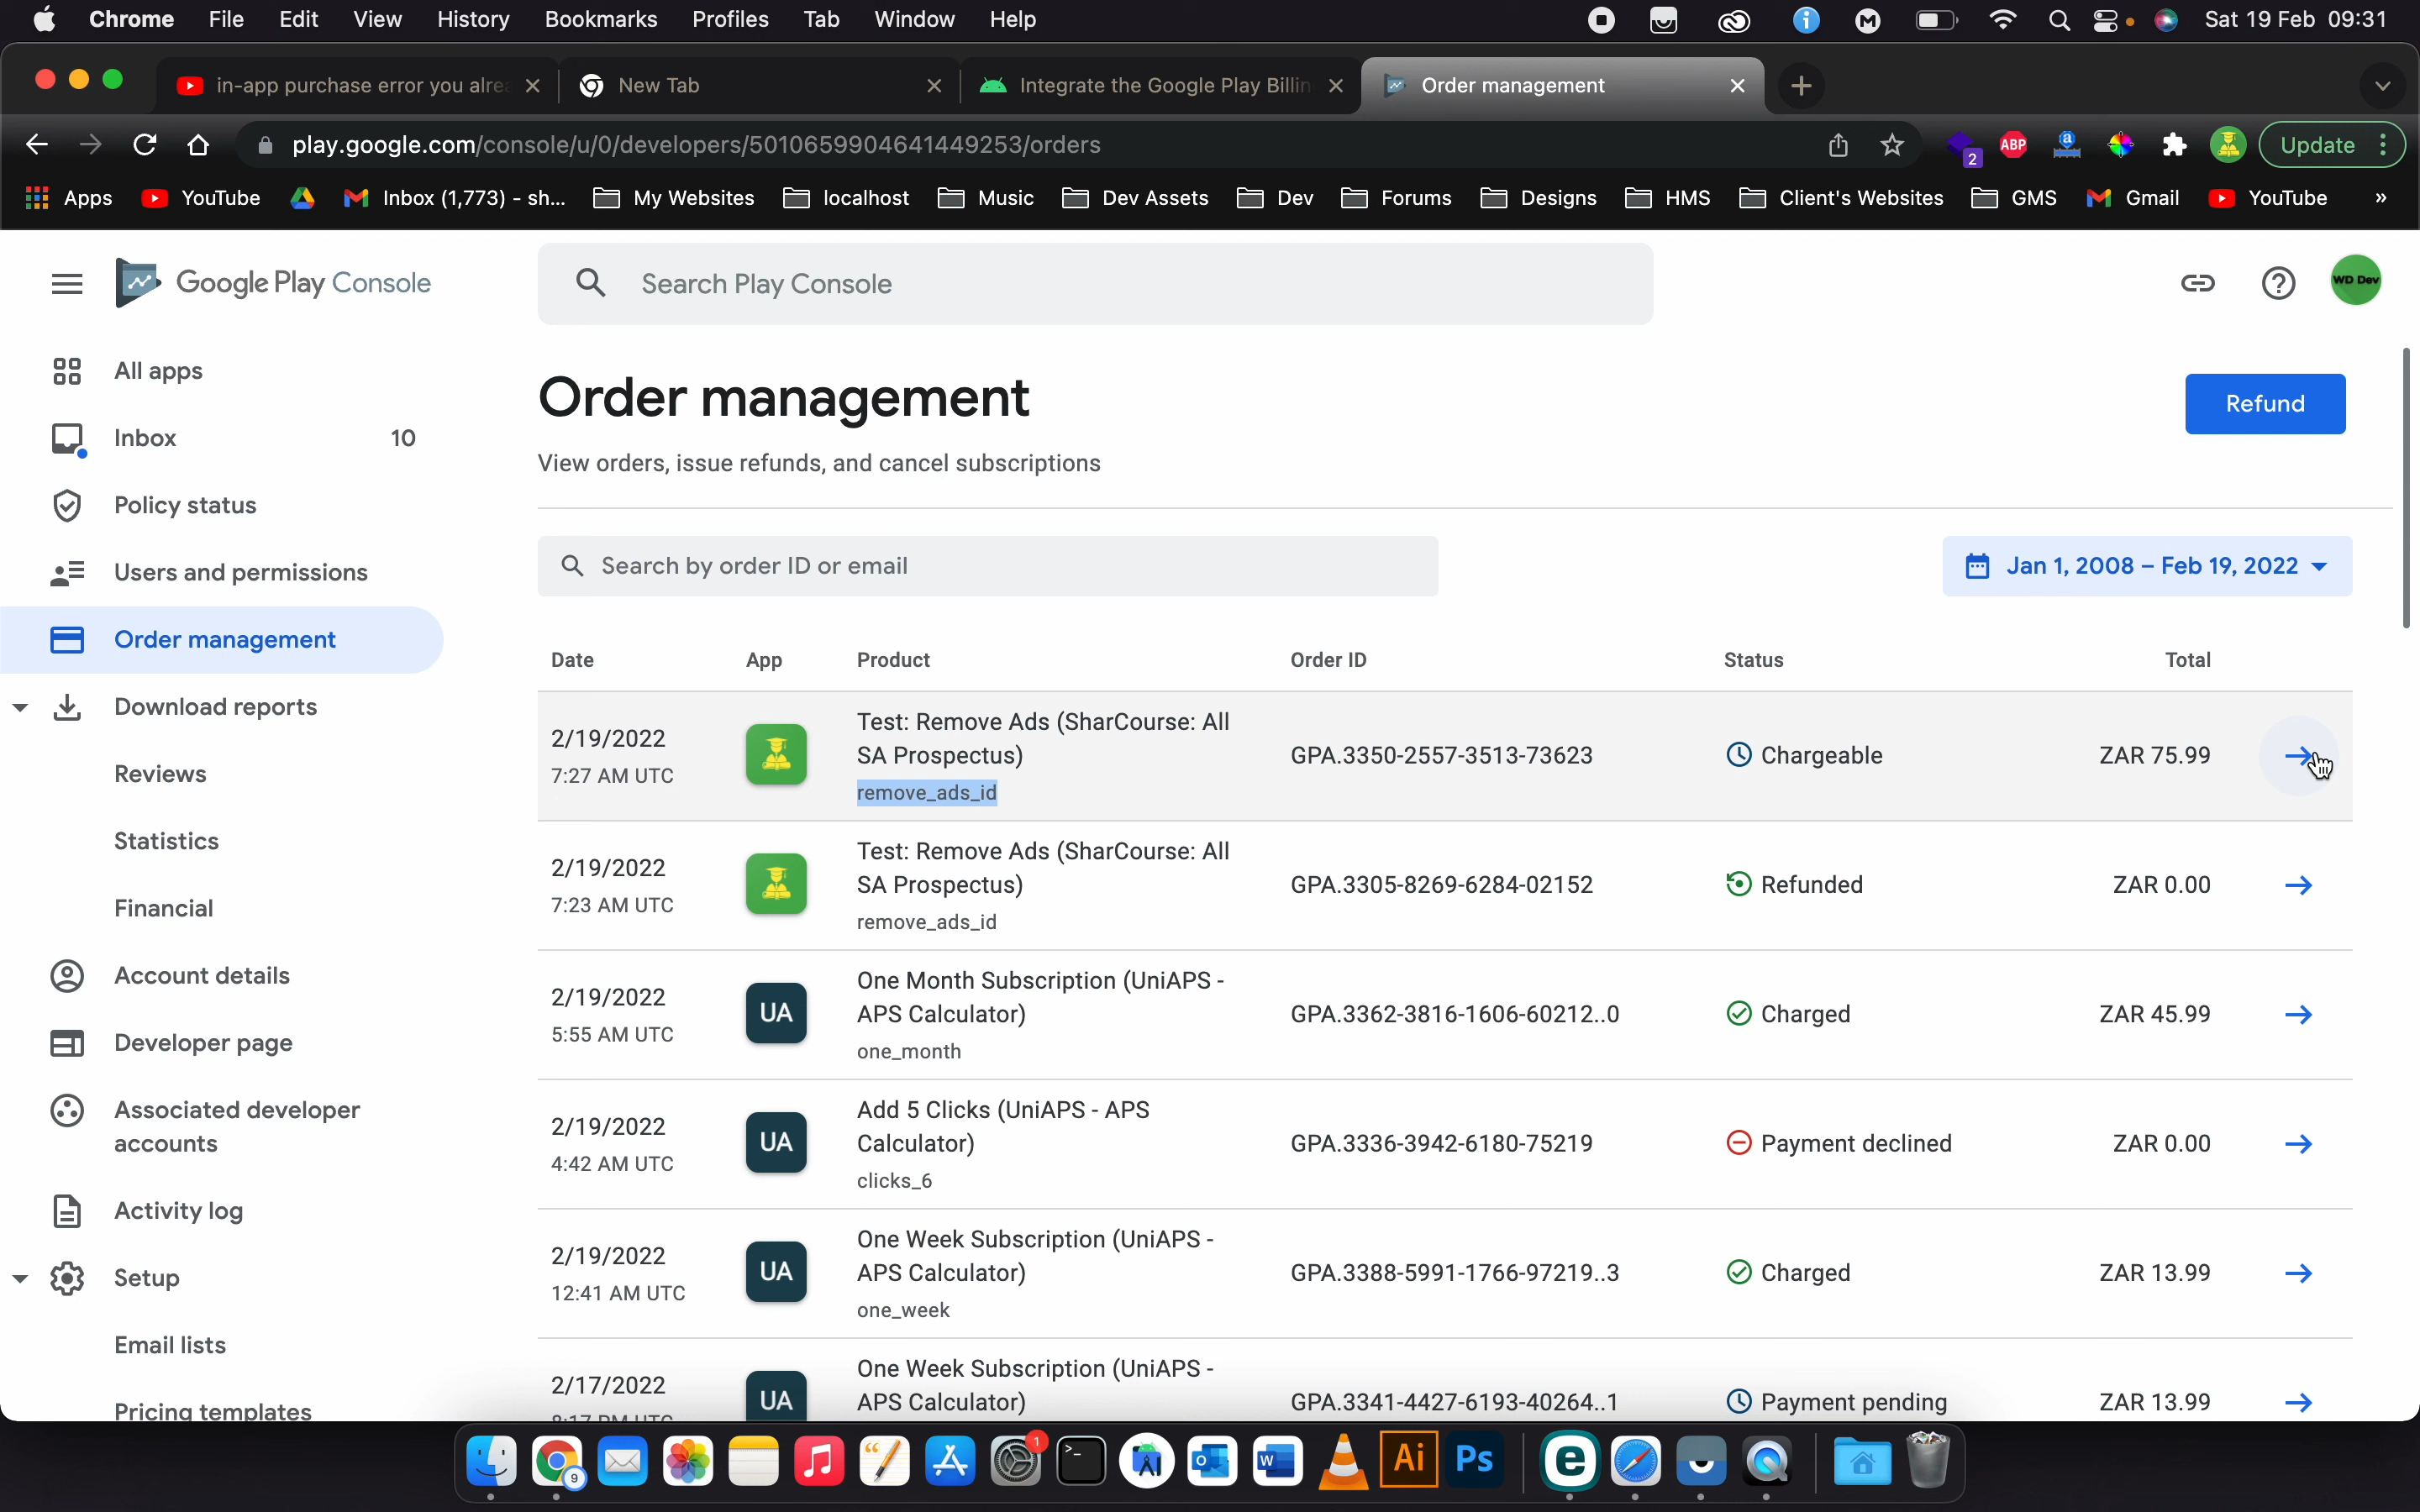 Chrome File Edit View History Bookmarks Profiles Tab Window Help Sat 19 Feb 09:31
in-app purchase error you alrea New Tab Integrate the Google Play Billin Order management
play.google.com/console/u/0/developers/5010659904641449253/orders 2 ABP a Update
Apps YouTube Inbox (1,773) - sh... My Websites localhost Music Dev Assets Dev Forums Designs HMS Client's Websites GMS Gmail YouTube »
Google Play Console
Search Play Console
WD Dev
All apps
Inbox 10
Policy status
Users and permissions
Order management
Download reports
Reviews
Statistics
Financial
Account details
Developer page
Associated developer
accounts
Activity log
Setup
Email lists
Pricing templates
Order management
Refund
View orders, issue refunds, and cancel subscriptions
Search by order ID or email
Jan 1, 2008 – Feb 19, 2022
Date App Product Order ID Status Total
2/19/2022
7:27 AM UTC
Test: Remove Ads (SharCourse: All
SA Prospectus)
remove_ads_id
GPA.3350-2557-3513-73623 Chargeable ZAR 75.99
2/19/2022
7:23 AM UTC
Test: Remove Ads (SharCourse: All
SA Prospectus)
remove_ads_id
GPA.3305-8269-6284-02152 Refunded ZAR 0.00
2/19/2022
5:55 AM UTC
UA
One Month Subscription (UniAPS -
APS Calculator)
one_month
GPA.3362-3816-1606-60212..0 Charged ZAR 45.99
2/19/2022
4:42 AM UTC
UA
Add 5 Clicks (UniAPS - APS
Calculator)
clicks_6
GPA.3336-3942-6180-75219 Payment declined ZAR 0.00
2/19/2022
12:41 AM UTC
UA
One Week Subscription (UniAPS -
APS Calculator)
one_week
GPA.3388-5991-1766-97219..3 Charged ZAR 13.99
2/17/2022
UA
One Week Subscription (UniAPS -
APS Calculator)
GPA.3341-4427-6193-40264..1 Payment pending ZAR 13.99
9 1 Ai Ps e